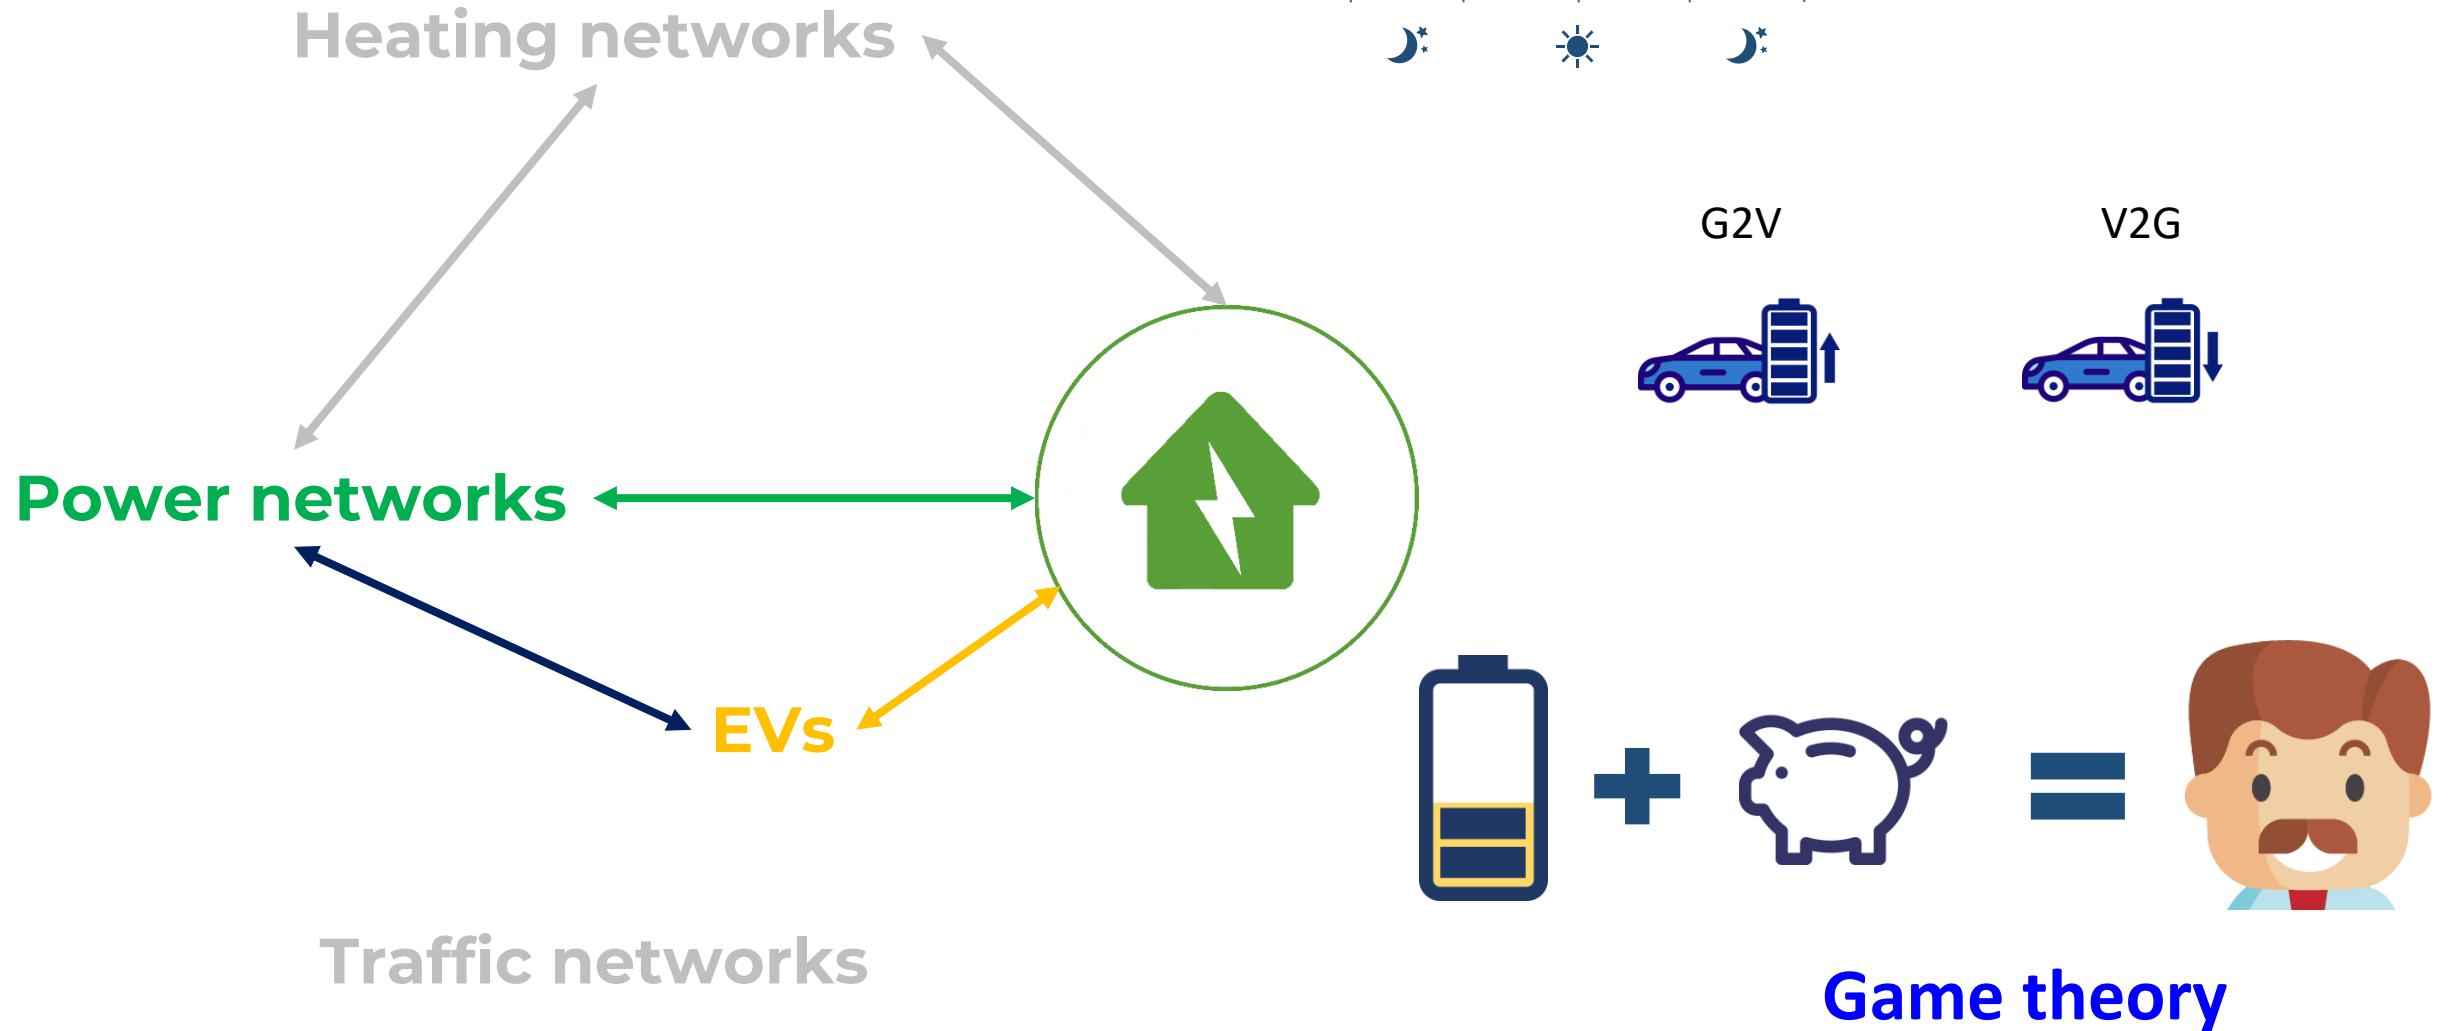 Heating networks
G2V
V2G
Power networks
EVs
Traffic networks
Game theory